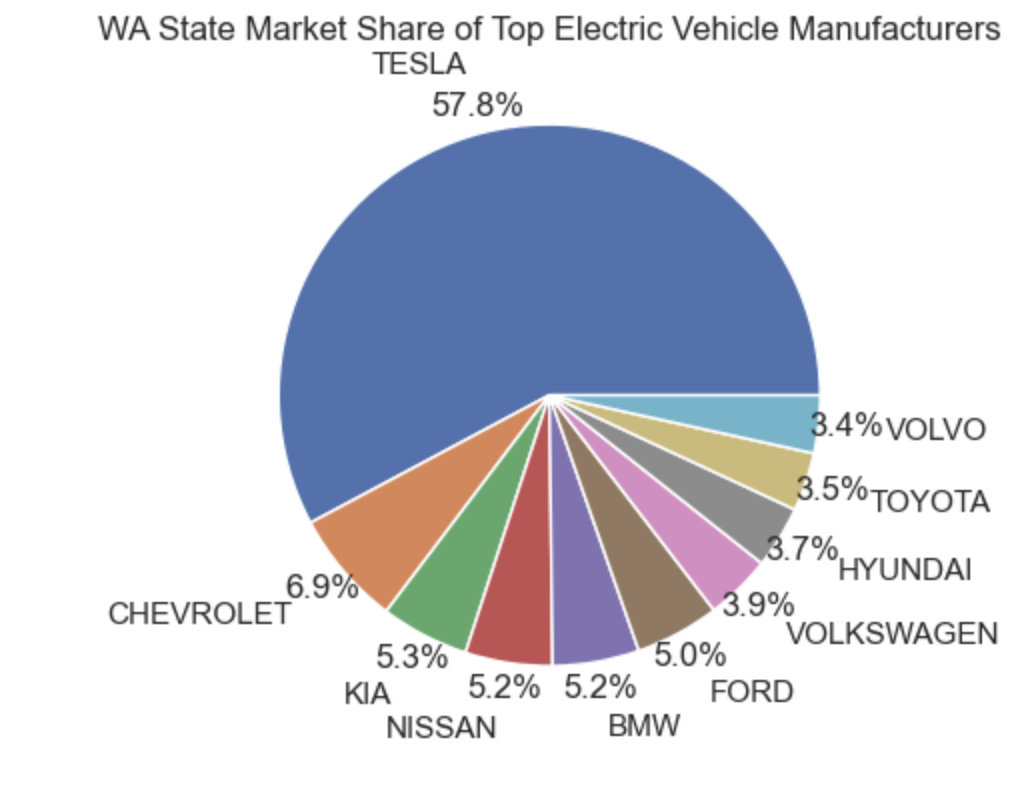 WA State Market Share of Top Electric Vehicle Manufacturers
TESLA
57.8%
3.4%
VOLVO
3.5%
TOYOTA
3.7%
HYUNDAI
3.9%
VOLKSWAGEN
6.9%
CHEVROLET
5.3%
KIA
5.2%
NISSAN
5.2%
BMW
5.0%
FORD